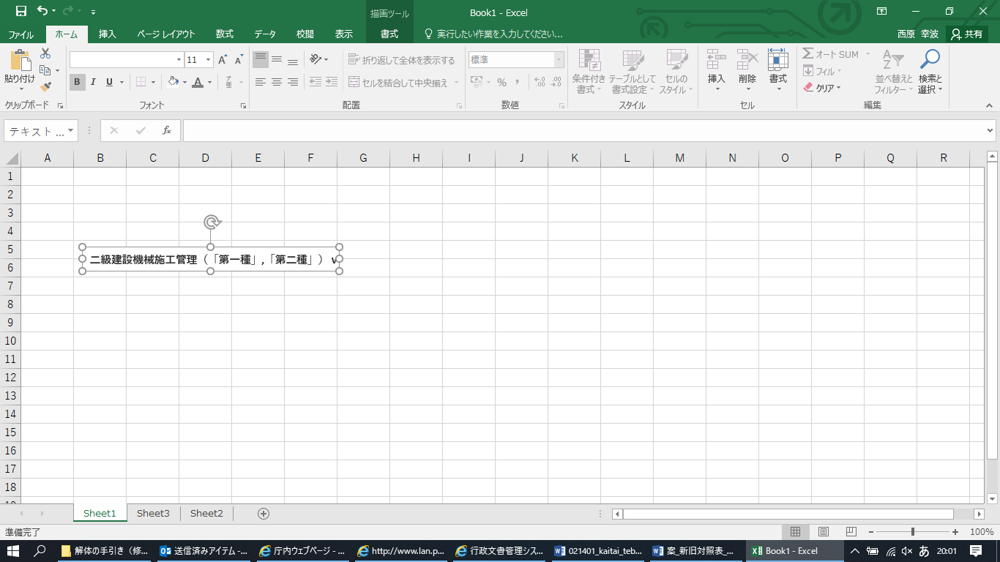 描画ツール
Book1 - Excel
ファイル
ホーム
挿入
ページ レイアウト
数式
データ
校閲
表示
書式
実行したい作業を入力してください...
西原 幸波
共有
貼り付け
クリップボード
11
B I U
A
フォント
折り返して全体を表示する
セルを結合して中央揃え
配置
標準
%
数値
条件付き書式
テーブルとして書式設定
セルのスタイル
スタイル
挿入
削除
書式
セル
オート SUM
フィル
クリア
並べ替えとフィルター
検索と選択
編集
テキスト ...
fx
A B C D E F G H I J K L M N O P Q R
1
2
3
4
5
6
7
8
9
10
11
12
13
14
15
16
17
18
二級建設機械施工管理（「第一種」,「第二種」） v
Sheet1
Sheet3
Sheet2
準備完了
100%
解体の手引き（修...
送信済みアイテム -...
庁内ウェブページ - ...
http://www.lan.p...
行政文書管理シス...
021401_kaitai_teb...
案_新旧対照表_...
Book1 - Excel
あ
20:01